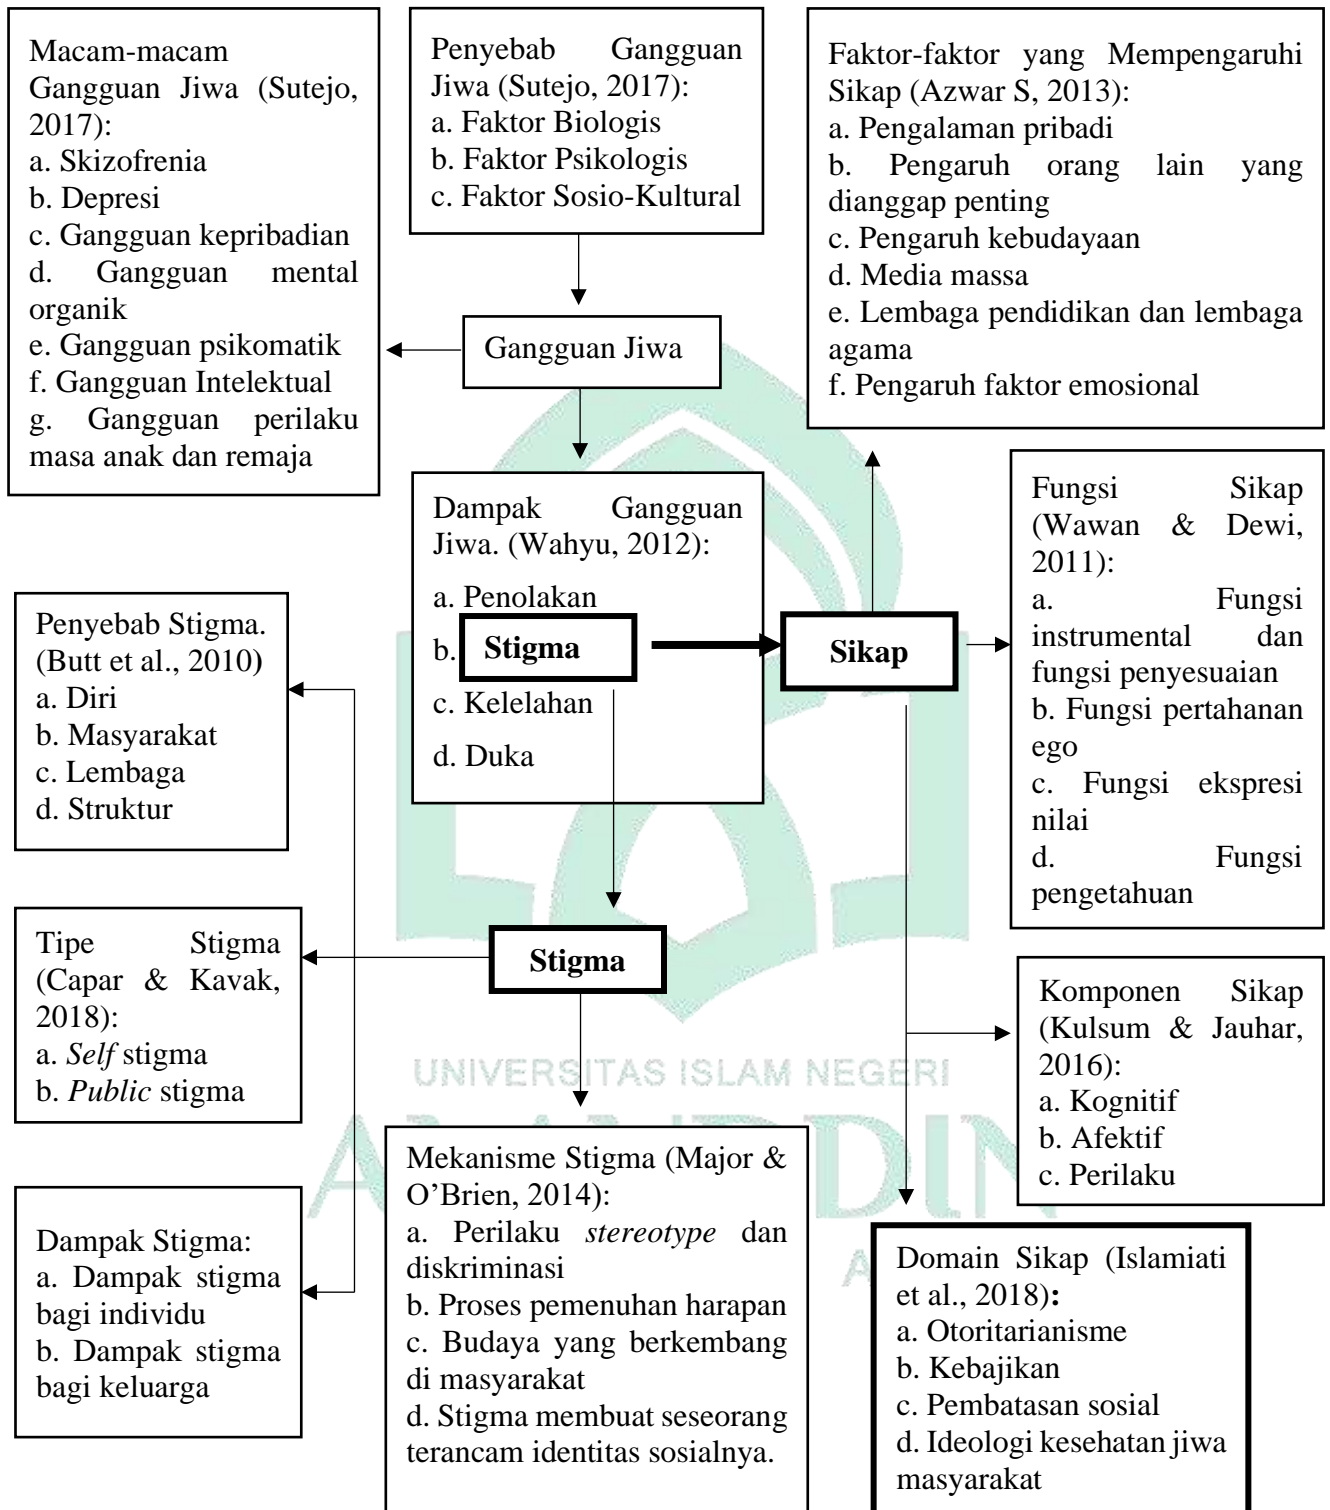 Macam-macam
Gangguan Jiwa (Sutejo,
2017):
a. Skizofrenia
b. Depresi
c. Gangguan kepribadian
d. Gangguan mental
organik
e. Gangguan psikomatik
f. Gangguan Intelektual
g. Gangguan perilaku
masa anak dan remaja
Penyebab Gangguan
Jiwa (Sutejo, 2017):
a. Faktor Biologis
b. Faktor Psikologis
c. Faktor Sosio-Kultural
Faktor-faktor yang Mempengaruhi
Sikap (Azwar S, 2013):
a. Pengalaman pribadi
b. Pengaruh orang lain yang
dianggap penting
c. Pengaruh kebudayaan
d. Media massa
e. Lembaga pendidikan dan lembaga
agama
f. Pengaruh faktor emosional
Gangguan Jiwa
Dampak Gangguan
Jiwa. (Wahyu, 2012):
a. Penolakan
b. Stigma
c. Kelelahan
d. Duka
Sikap
Fungsi Sikap
(Wawan & Dewi,
2011):
a. Fungsi
instrumental dan
fungsi penyesuaian
b. Fungsi pertahanan
ego
c. Fungsi ekspresi
nilai
d. Fungsi
pengetahuan
Penyebab Stigma.
(Butt et al., 2010)
a. Diri
b. Masyarakat
c. Lembaga
d. Struktur
Tipe Stigma
(Capar & Kavak,
2018):
a. Self stigma
b. Public stigma
Stigma
Komponen Sikap
(Kulsum & Jauhar,
2016):
a. Kognitif
b. Afektif
c. Perilaku
UNIVERSITAS ISLAM NEGERI
Dampak Stigma:
a. Dampak stigma
bagi individu
b. Dampak stigma
bagi keluarga
Mekanisme Stigma (Major &
O’Brien, 2014):
a. Perilaku stereotype dan
diskriminasi
b. Proses pemenuhan harapan
c. Budaya yang berkembang
di masyarakat
d. Stigma membuat seseorang
terancam identitas sosialnya.
Domain Sikap (Islamiati
et al., 2018):
a. Otoritarianisme
b. Kebajikan
c. Pembatasan sosial
d. Ideologi kesehatan jiwa
masyarakat